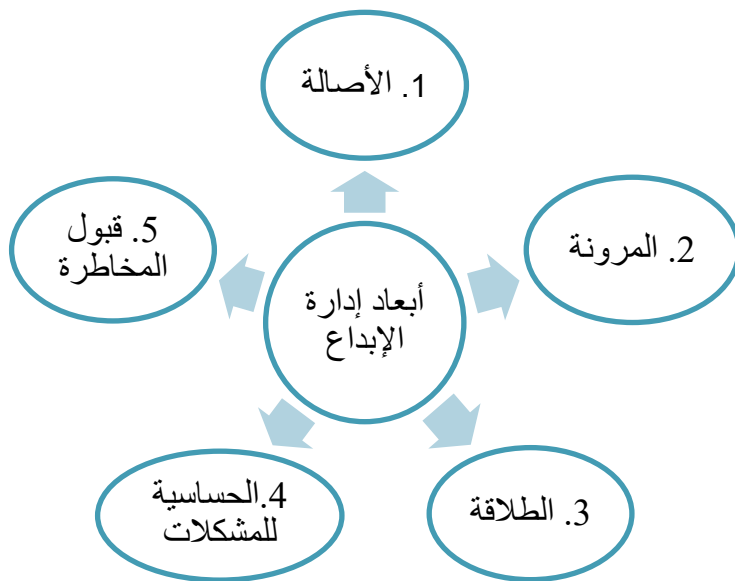 أبعاد إدارة
الإبداع
1. الأصالة
2. المرونة
3. الطلاقة
4.الحساسية
للمشكلات
5. قبول
المخاطرة